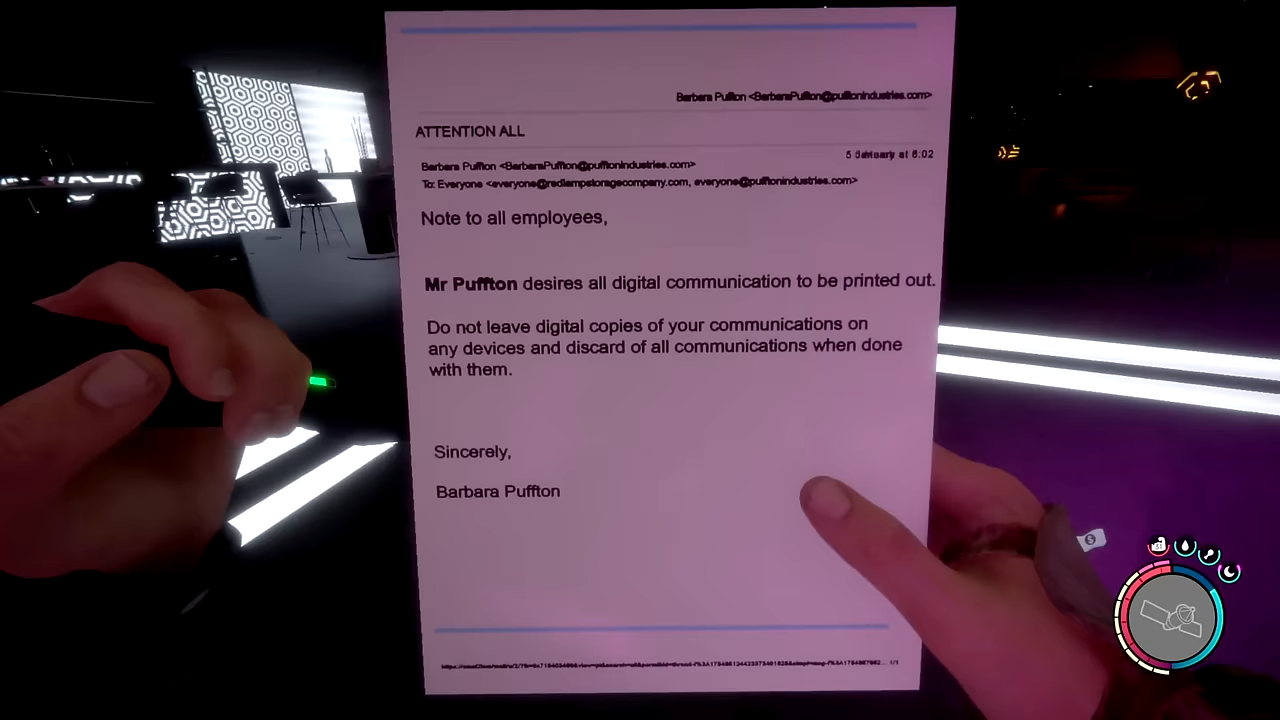 Barbara Puffton <BarbaraPuffton@pufftonindustries.com>
ATTENTION ALL
Barbara Puffton <BarbaraPuffton@pufftonindustries.com>
5 January at 6:02
To: Everyone <everyone@redlampstoragecompany.com, everyone@pufftonindustries.com>
Note to all employees,
Mr Puffton desires all digital communication to be printed out.
Do not leave digital copies of your communications on
any devices and discard of all communications when done
with them.
Sincerely,
Barbara Puffton
1/1